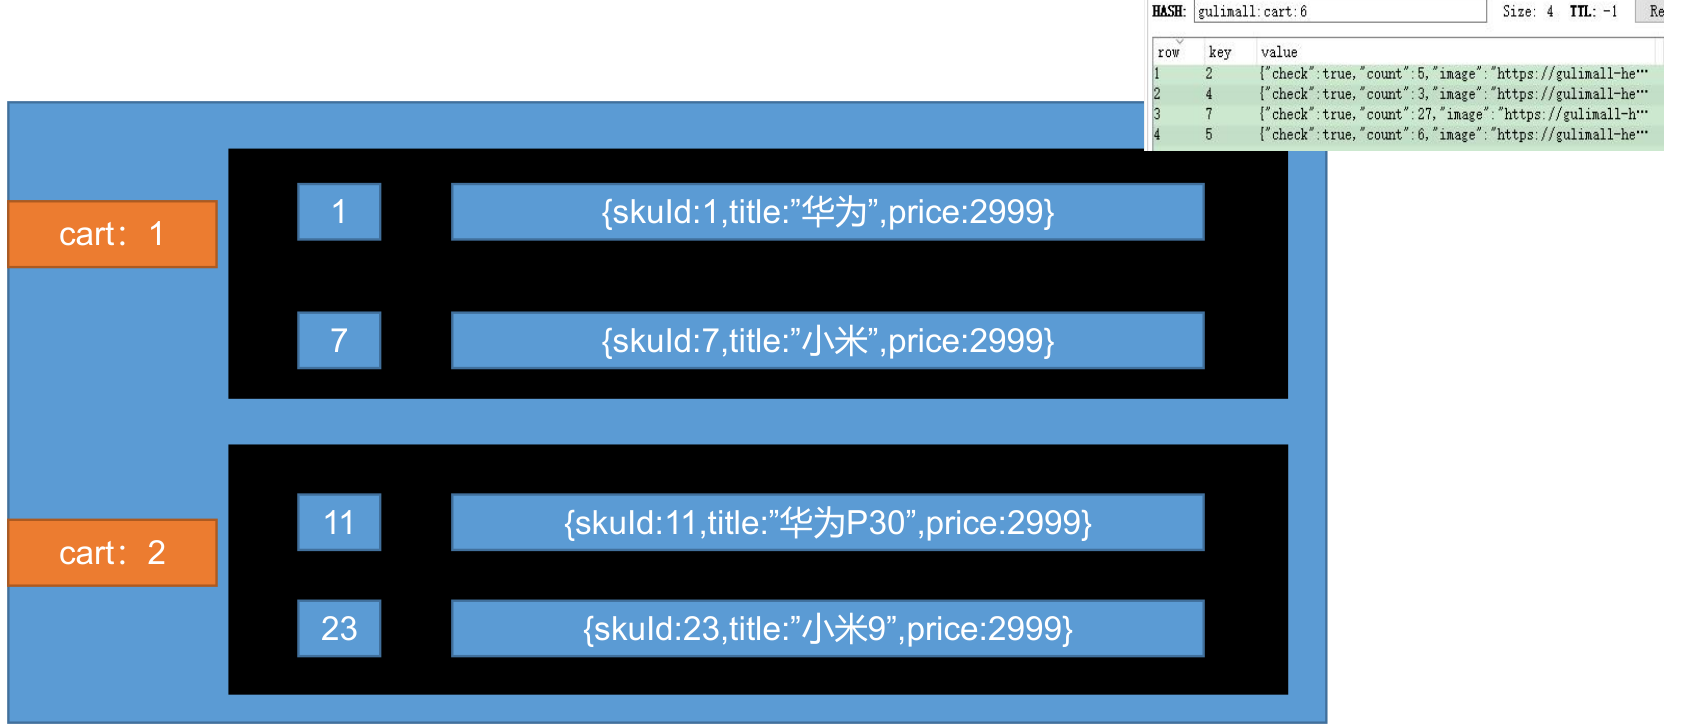 HASH: gulimall:cart:6 Size: 4 TTL: -1 Re
row key value
1 2 {"check":true,"count":5,"image":"https://gulimall-he···
2 4 {"check":true,"count":3,"image":"https://gulimall-he···
3 7 {"check":true,"count":27,"image":"https://gulimall-h···
4 5 {"check":true,"count":6,"image":"https://gulimall-he···
cart：1
1 {skuId:1,title:”华为”,price:2999}
7 {skuId:7,title:”小米”,price:2999}
cart：2
11 {skuId:11,title:”华为P30”,price:2999}
23 {skuId:23,title:”小米9”,price:2999}